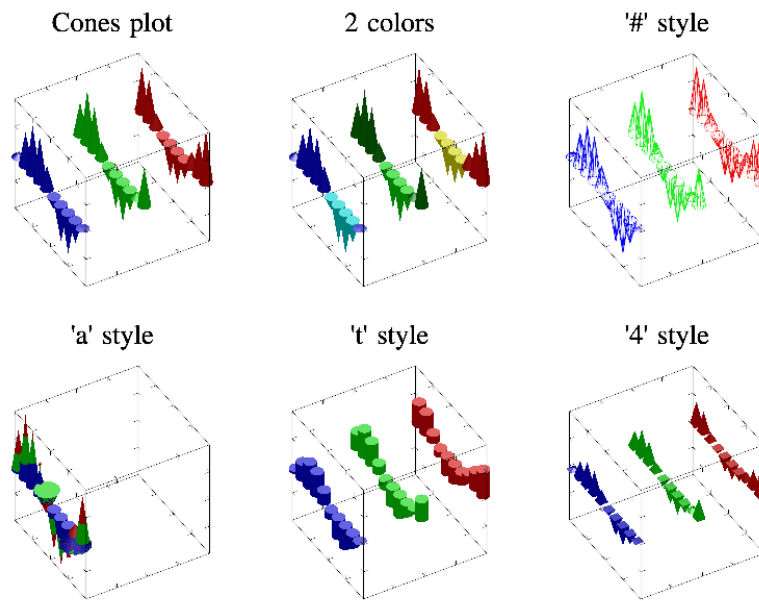 Cones plot
2 colors
'#' style
'a' style
't' style
'4' style